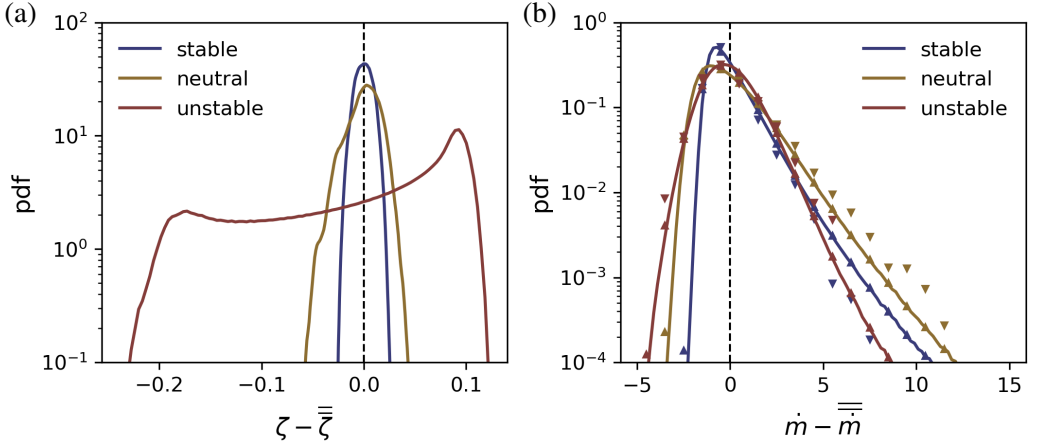 (a)
10²
10¹
10⁰
10⁻¹
pdf
stable
neutral
unstable
−0.2 −0.1 0.0 0.1
ζ − ζ̿
(b)
10⁰
10⁻¹
10⁻²
10⁻³
10⁻⁴
pdf
stable
neutral
unstable
−5 0 5 10 15
ṁ − ṁ̿